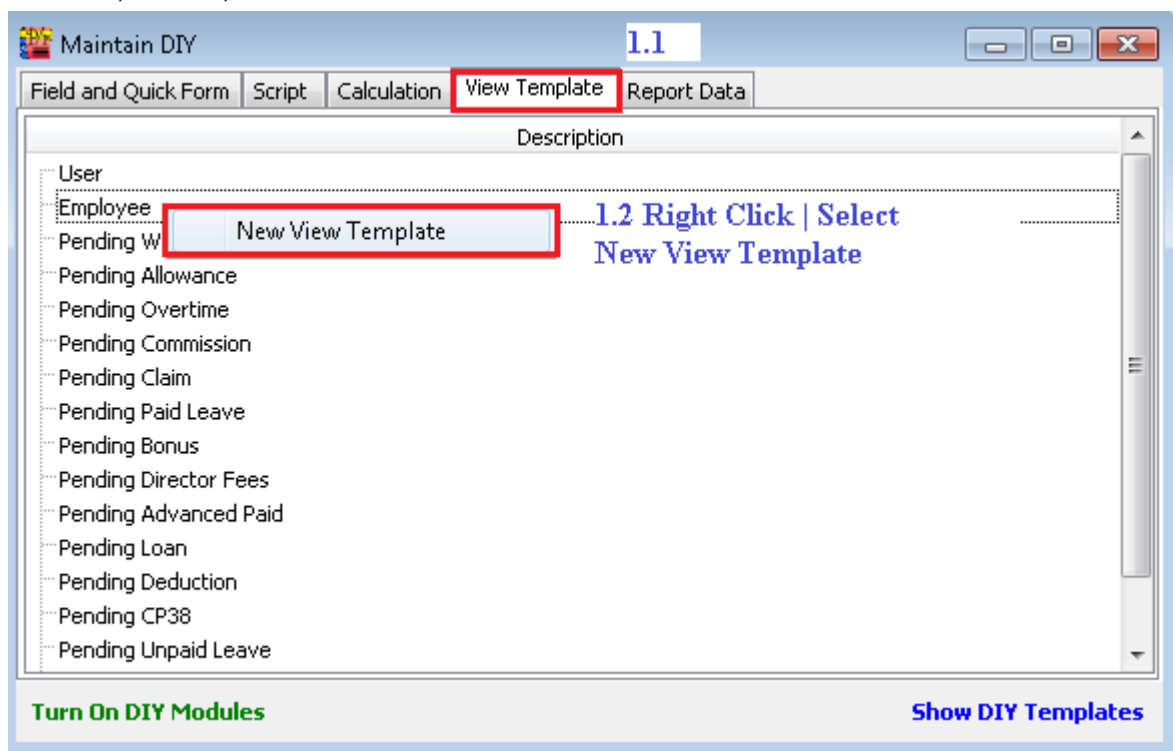 Maintain DIY
1.1
Field and Quick Form Script Calculation View Template Report Data
Description
User
Employee
1.2 Right Click | Select
New View Template
New View Template
Pending W
Pending Allowance
Pending Overtime
Pending Commission
Pending Claim
Pending Paid Leave
Pending Bonus
Pending Director Fees
Pending Advanced Paid
Pending Loan
Pending Deduction
Pending CP38
Pending Unpaid Leave
Turn On DIY Modules
Show DIY Templates